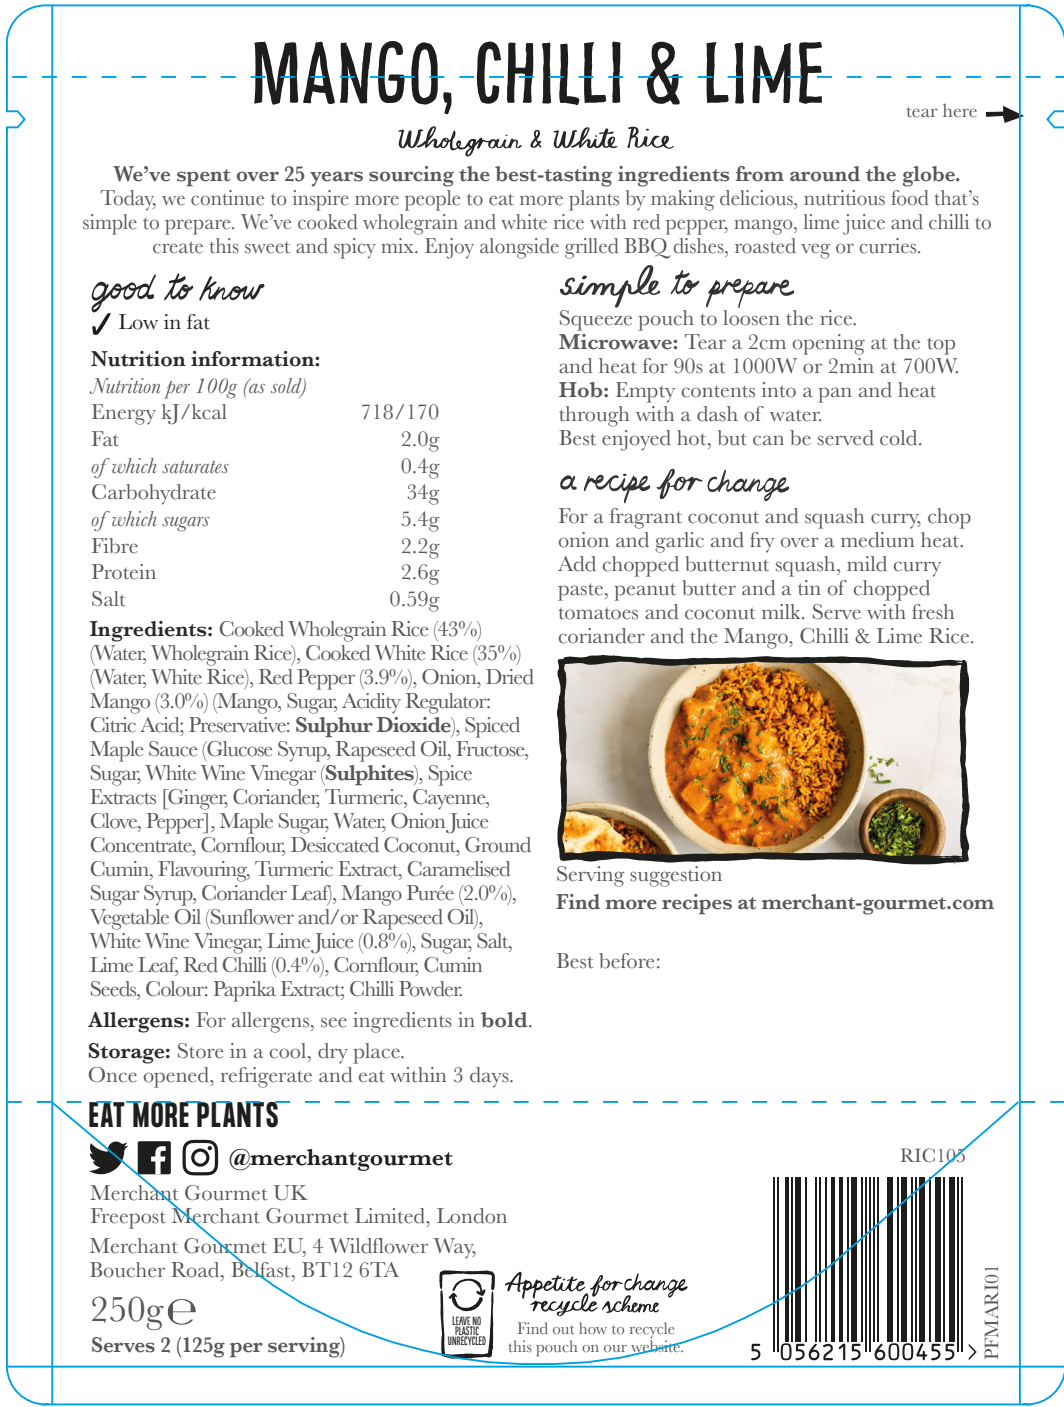 MANGO, CHILLI & LIME
tear here
Wholegrain & White Rice
We've spent over 25 years sourcing the best-tasting ingredients from around the globe.
Today, we continue to inspire more people to eat more plants by making delicious, nutritious food that's
simple to prepare. We've cooked wholegrain and white rice with red pepper, mango, lime juice and chilli to
create this sweet and spicy mix. Enjoy alongside grilled BBQ dishes, roasted veg or curries.
good to know
✓ Low in fat
Nutrition information:
Nutrition per 100g (as sold)
Energy kJ/kcal 718/170
Fat 2.0g
of which saturates 0.4g
Carbohydrate 34g
of which sugars 5.4g
Fibre 2.2g
Protein 2.6g
Salt 0.59g
Ingredients: Cooked Wholegrain Rice (43%)
(Water, Wholegrain Rice), Cooked White Rice (35%)
(Water, White Rice), Red Pepper (3.9%), Onion, Dried
Mango (3.0%) (Mango, Sugar, Acidity Regulator:
Citric Acid; Preservative: Sulphur Dioxide), Spiced
Maple Sauce (Glucose Syrup, Rapeseed Oil, Fructose,
Sugar, White Wine Vinegar (Sulphites), Spice
Extracts [Ginger, Coriander, Turmeric, Cayenne,
Clove, Pepper], Maple Sugar, Water, Onion Juice
Concentrate, Cornflour, Desiccated Coconut, Ground
Cumin, Flavouring, Turmeric Extract, Caramelised
Sugar Syrup, Coriander Leaf), Mango Purée (2.0%),
Vegetable Oil (Sunflower and/or Rapeseed Oil),
White Wine Vinegar, Lime Juice (0.8%), Sugar, Salt,
Lime Leaf, Red Chilli (0.4%), Cornflour, Cumin
Seeds, Colour: Paprika Extract; Chilli Powder.
Allergens: For allergens, see ingredients in bold.
Storage: Store in a cool, dry place.
Once opened, refrigerate and eat within 3 days.
simple to prepare
Squeeze pouch to loosen the rice.
Microwave: Tear a 2cm opening at the top
and heat for 90s at 1000W or 2min at 700W.
Hob: Empty contents into a pan and heat
through with a dash of water.
Best enjoyed hot, but can be served cold.
a recipe for change
For a fragrant coconut and squash curry, chop
onion and garlic and fry over a medium heat.
Add chopped butternut squash, mild curry
paste, peanut butter and a tin of chopped
tomatoes and coconut milk. Serve with fresh
coriander and the Mango, Chilli & Lime Rice.
Serving suggestion
Find more recipes at merchant-gourmet.com
Best before:
EAT MORE PLANTS
@merchantgourmet
Merchant Gourmet UK
Freepost Merchant Gourmet Limited, London
Merchant Gourmet EU, 4 Wildflower Way,
Boucher Road, Belfast, BT12 6TA
250g℮
Serves 2 (125g per serving)
LEAVE NO
PLASTIC
UNRECYCLED
Appetite for change
recycle scheme
Find out how to recycle
this pouch on our website.
RIC105
5 056215 600455 >
PFMARI01